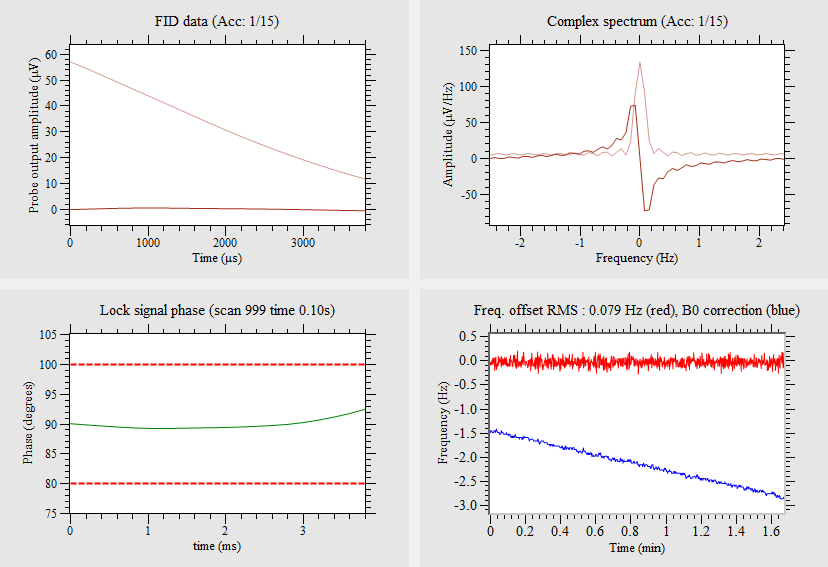 FID data (Acc: 1/15)
Probe output amplitude (μV)
60
50
40
30
20
10
0
0 1000 2000 3000
Time (μs)
Complex spectrum (Acc: 1/15)
Amplitude (μV/Hz)
150
100
50
0
-50
-2 -1 0 1 2
Frequency (Hz)
Lock signal phase (scan 999 time 0.10s)
Phase (degrees)
105
100
95
90
85
80
75
0 1 2 3
time (ms)
Freq. offset RMS : 0.079 Hz (red), B0 correction (blue)
Frequency (Hz)
0.5
0.0
-0.5
-1.0
-1.5
-2.0
-2.5
-3.0
0 0.2 0.4 0.6 0.8 1 1.2 1.4 1.6
Time (min)